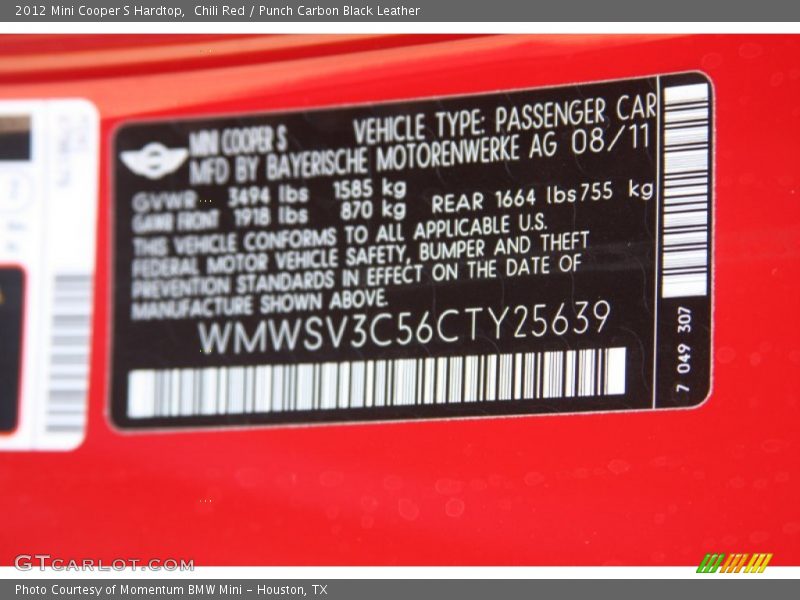 2012 Mini Cooper S Hardtop, Chili Red / Punch Carbon Black Leather
MINI COOPER S VEHICLE TYPE: PASSENGER CAR
MFD BY BAYERISCHE MOTORENWERKE AG 08/11
GVWR 3494 lbs 1585 kg
GAWR FRONT 1918 lbs 870 kg REAR 1664 lbs 755 kg
THIS VEHICLE CONFORMS TO ALL APPLICABLE U.S.
FEDERAL MOTOR VEHICLE SAFETY, BUMPER AND THEFT
PREVENTION STANDARDS IN EFFECT ON THE DATE OF
MANUFACTURE SHOWN ABOVE.
WMWSV3C56CTY25639
7 049 307
GTCARLOT.COM
Photo Courtesy of Momentum BMW Mini - Houston, TX